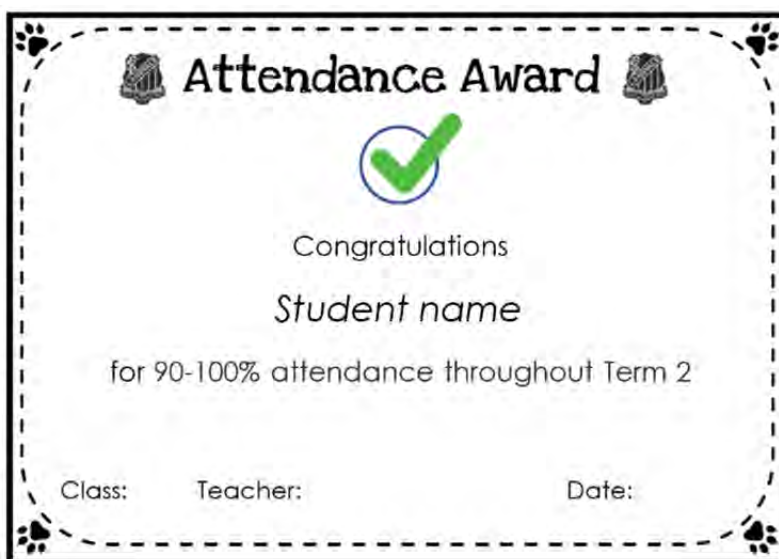 Attendance Award
Congratulations
Student name
for 90-100% attendance throughout Term 2
Class: Teacher: Date: